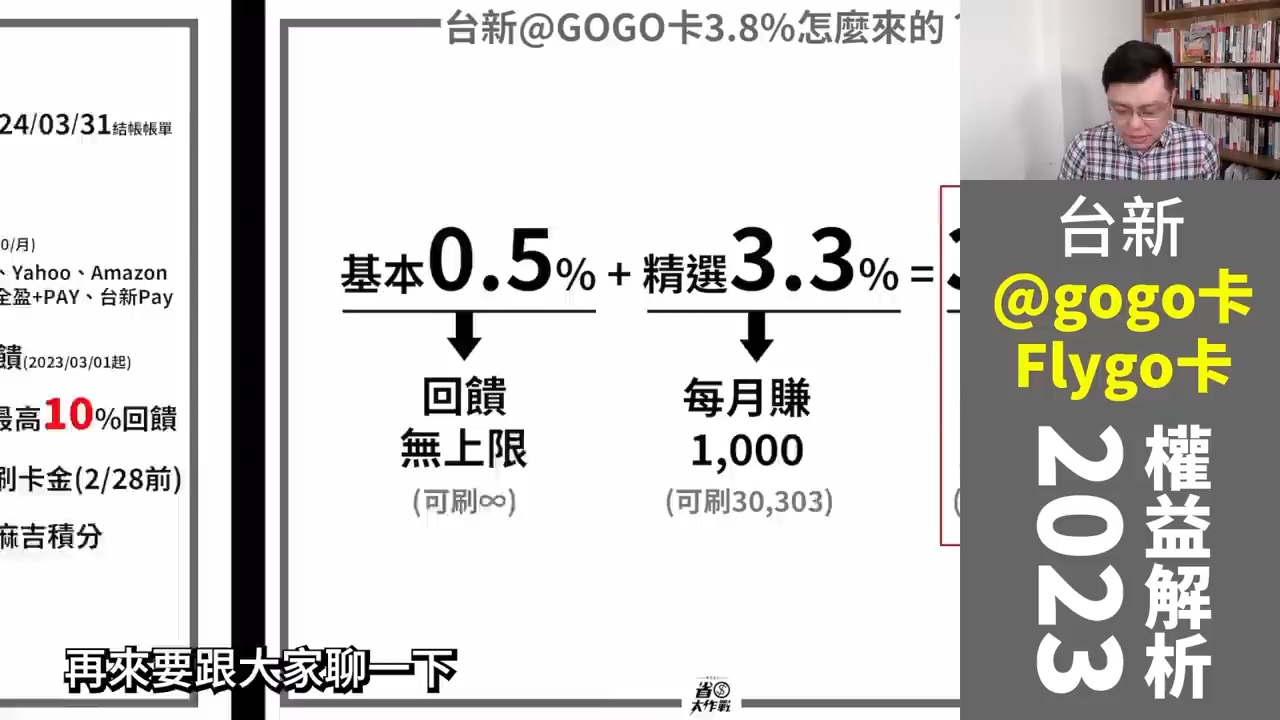 24/03/31結帳帳單
0/月)
、Yahoo、Amazon
全盈+PAY、台新Pay
饋(2023/03/01起)
最高10%回饋
刷卡金(2/28前)
麻吉積分
台新@GOGO卡3.8%怎麼來的
基本0.5% + 精選3.3% =
回饋
無上限
(可刷∞)
每月賺
1,000
(可刷30,303)
再來要跟大家聊一下
省$
大作戰
台新
@gogo卡
Flygo卡
2023
權益解析